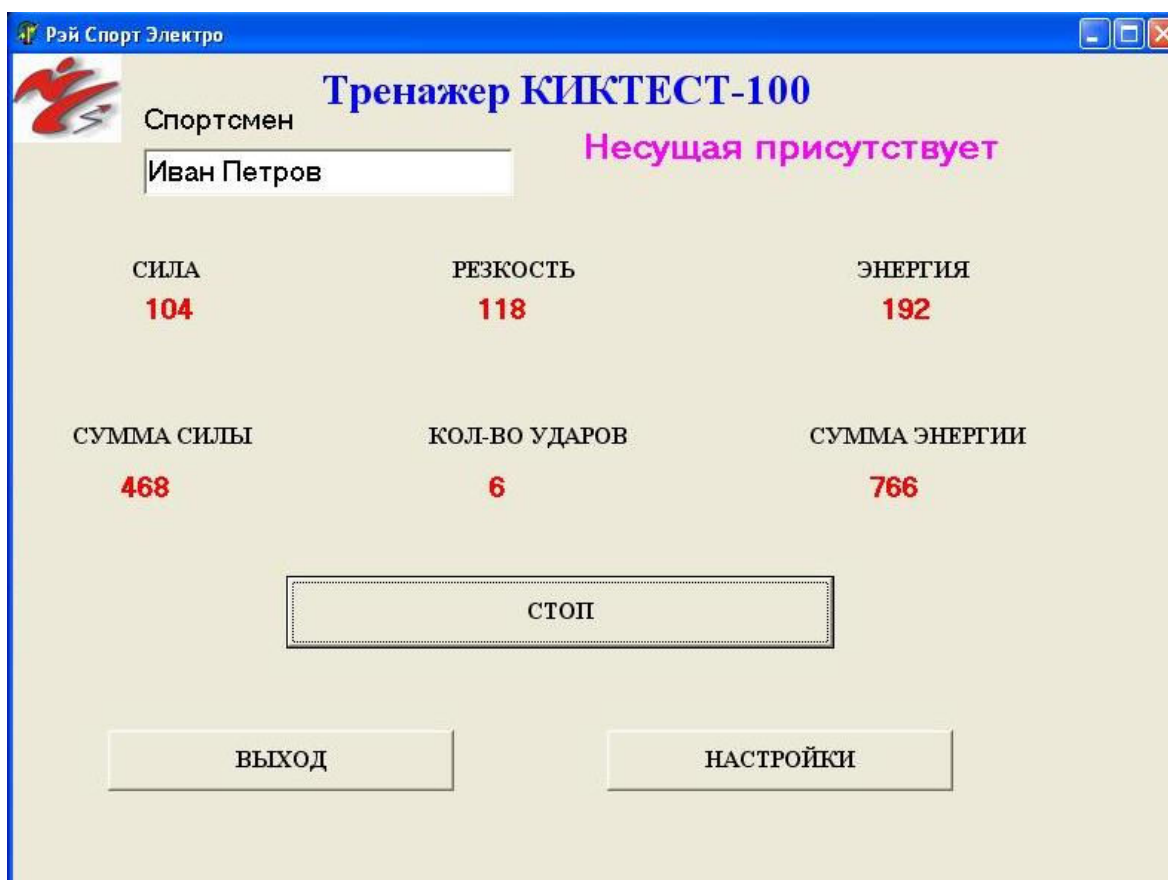 Рэй Спорт Электро
Тренажер КИКТЕСТ-100
Спортсмен
Несущая присутствует
Иван Петров
СИЛА РЕЗКОСТЬ ЭНЕРГИЯ
104 118 192
СУММА СИЛЫ КОЛ-ВО УДАРОВ СУММА ЭНЕРГИИ
468 6 766
СТОП
ВЫХОД НАСТРОЙКИ